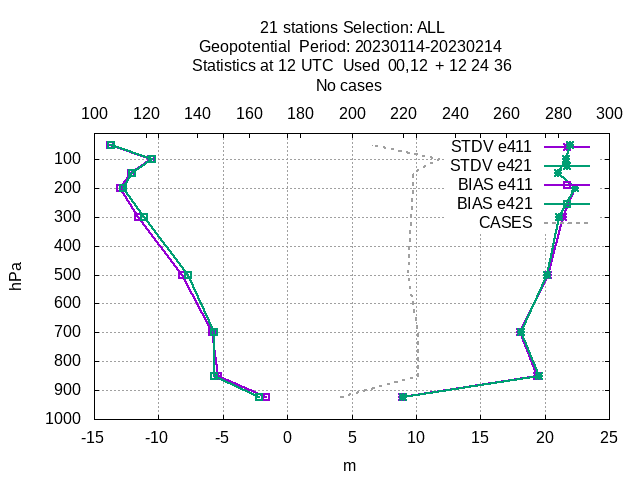 21 stations Selection: ALL
Geopotential  Period: 20230114-20230214
Statistics at 12 UTC  Used  00,12  + 12 24 36
No cases
100 120 140 160 180 200 220 240 260 280 300
STDV e411
STDV e421
BIAS e411
BIAS e421
CASES
hPa
100
200
300
400
500
600
700
800
900
1000
-15 -10 -5 0 5 10 15 20 25
m